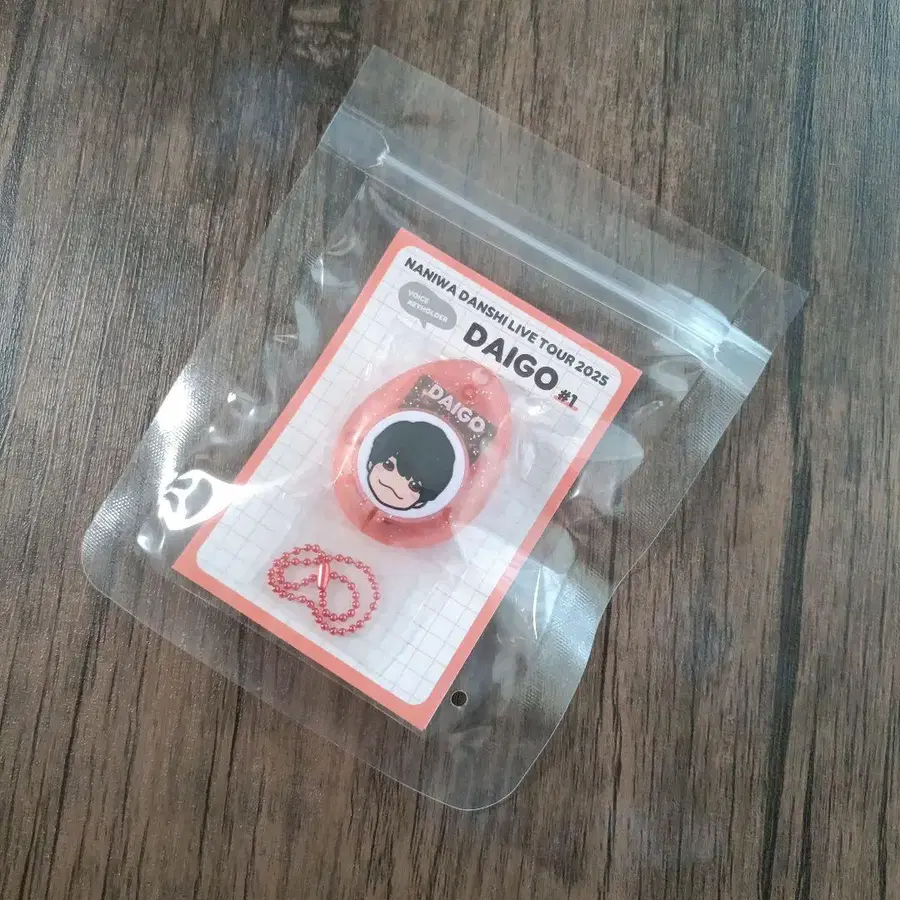 NANIWA DANSHI LIVE TOUR 2025
VOICE
KEYHOLDER
DAIGO #1
DAIGO